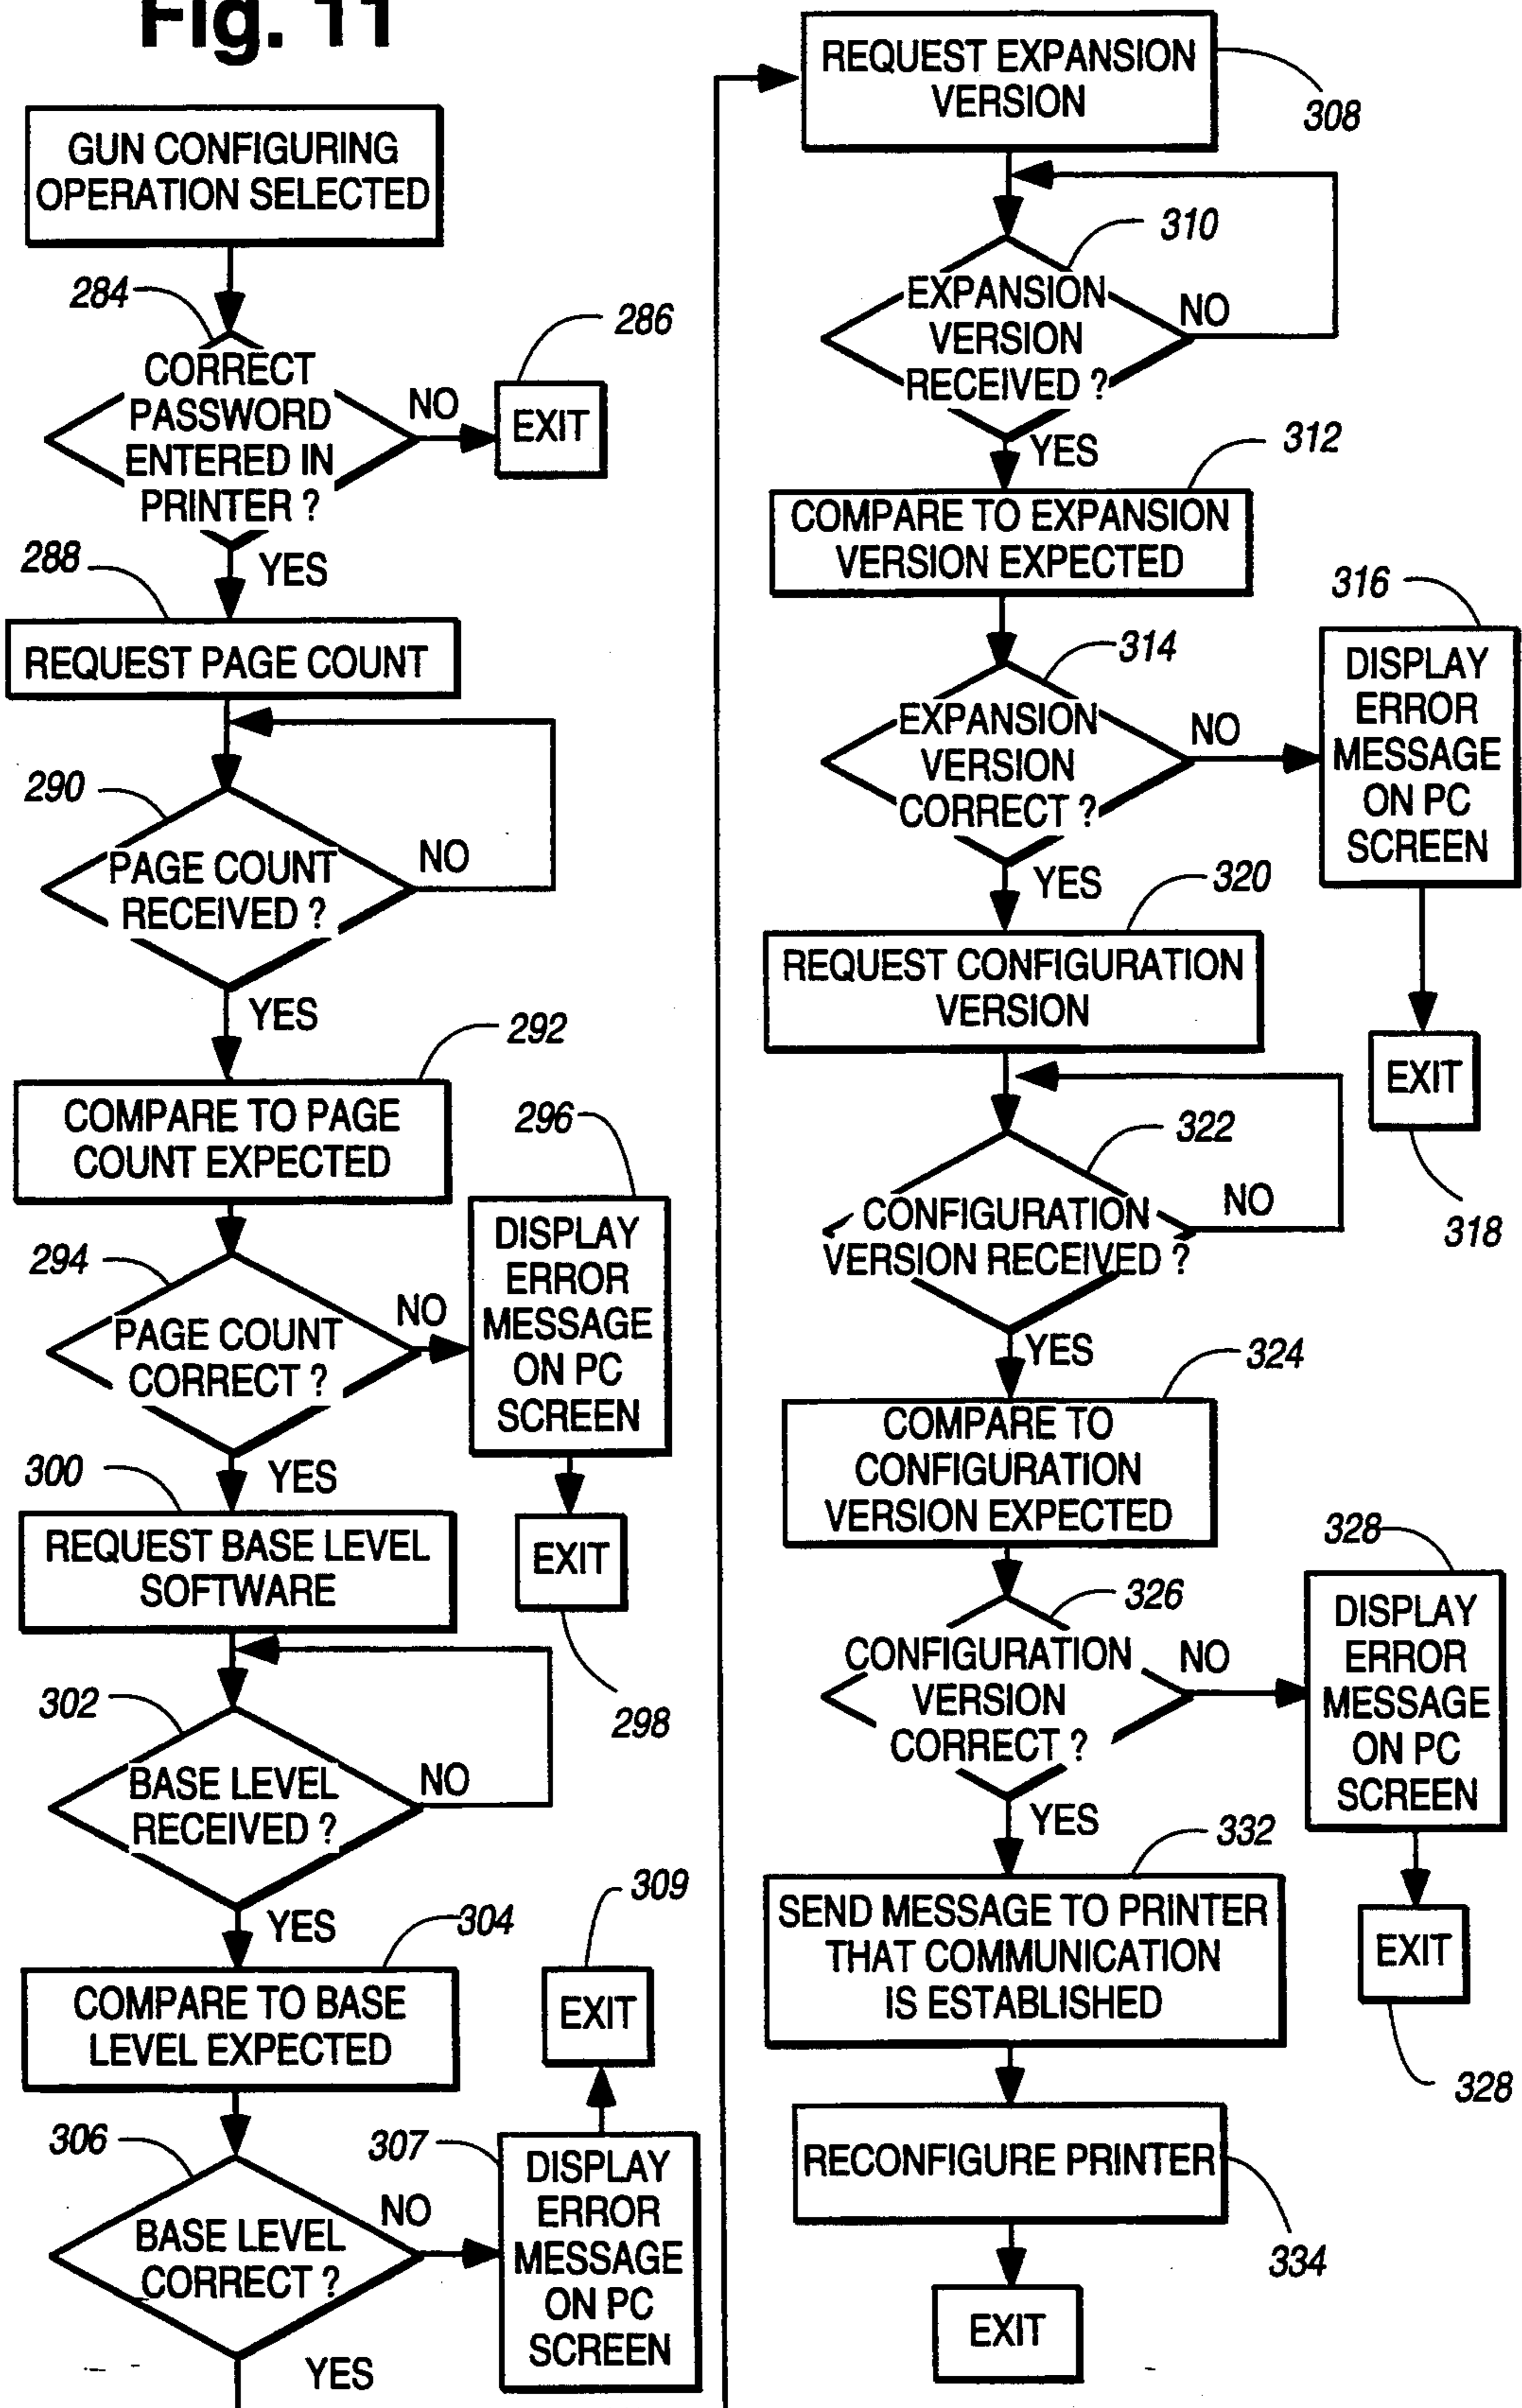 Fig. 11
GUN CONFIGURING
OPERATION SELECTED
284
CORRECT
PASSWORD
ENTERED IN
PRINTER ?
NO
286
EXIT
YES
288
REQUEST PAGE COUNT
290
PAGE COUNT
RECEIVED ?
NO
YES
292
COMPARE TO PAGE
COUNT EXPECTED
294
PAGE COUNT
CORRECT ?
NO
296
DISPLAY
ERROR
MESSAGE
ON PC
SCREEN
EXIT
298
YES
300
REQUEST BASE LEVEL
SOFTWARE
302
BASE LEVEL
RECEIVED ?
NO
YES
304
COMPARE TO BASE
LEVEL EXPECTED
306
BASE LEVEL
CORRECT ?
NO
307
DISPLAY
ERROR
MESSAGE
ON PC
SCREEN
309
EXIT
YES
REQUEST EXPANSION
VERSION
308
310
EXPANSION
VERSION
RECEIVED ?
NO
YES
312
COMPARE TO EXPANSION
VERSION EXPECTED
314
EXPANSION
VERSION
CORRECT ?
NO
316
DISPLAY
ERROR
MESSAGE
ON PC
SCREEN
EXIT
318
YES
320
REQUEST CONFIGURATION
VERSION
322
CONFIGURATION
VERSION RECEIVED ?
NO
YES
324
COMPARE TO
CONFIGURATION
VERSION EXPECTED
326
CONFIGURATION
VERSION
CORRECT ?
NO
328
DISPLAY
ERROR
MESSAGE
ON PC
SCREEN
EXIT
328
YES
332
SEND MESSAGE TO PRINTER
THAT COMMUNICATION
IS ESTABLISHED
RECONFIGURE PRINTER
334
EXIT